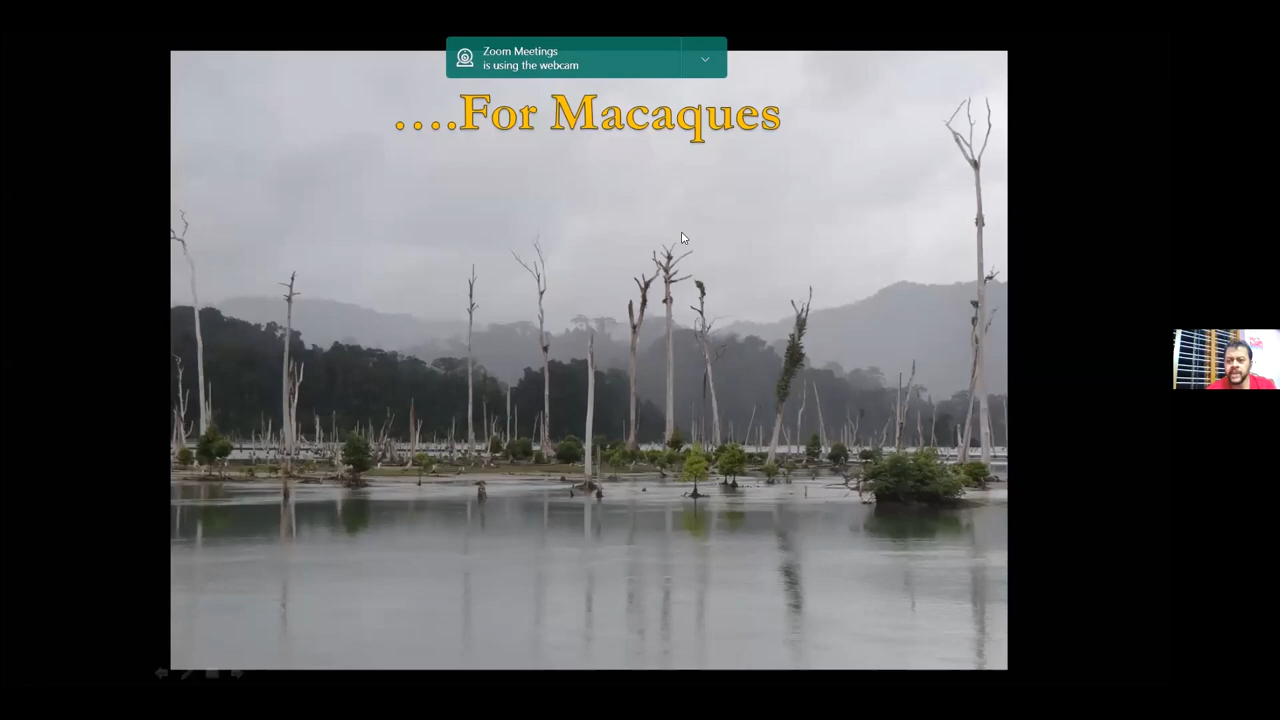 Zoom Meetings
is using the webcam
....For Macaques